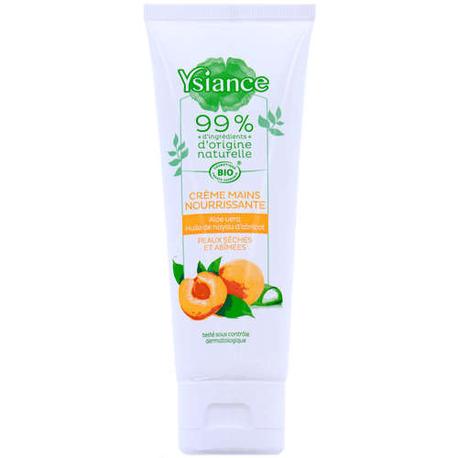 Ysiance
99%
d'ingrédients
d'origine
naturelle
BIO
CRÈME MAINS
NOURRISSANTE
Aloe vera
Huile de noyau d'abricot
PEAUX SÈCHES
ET ABÎMÉES
testé sous contrôle
dermatologique